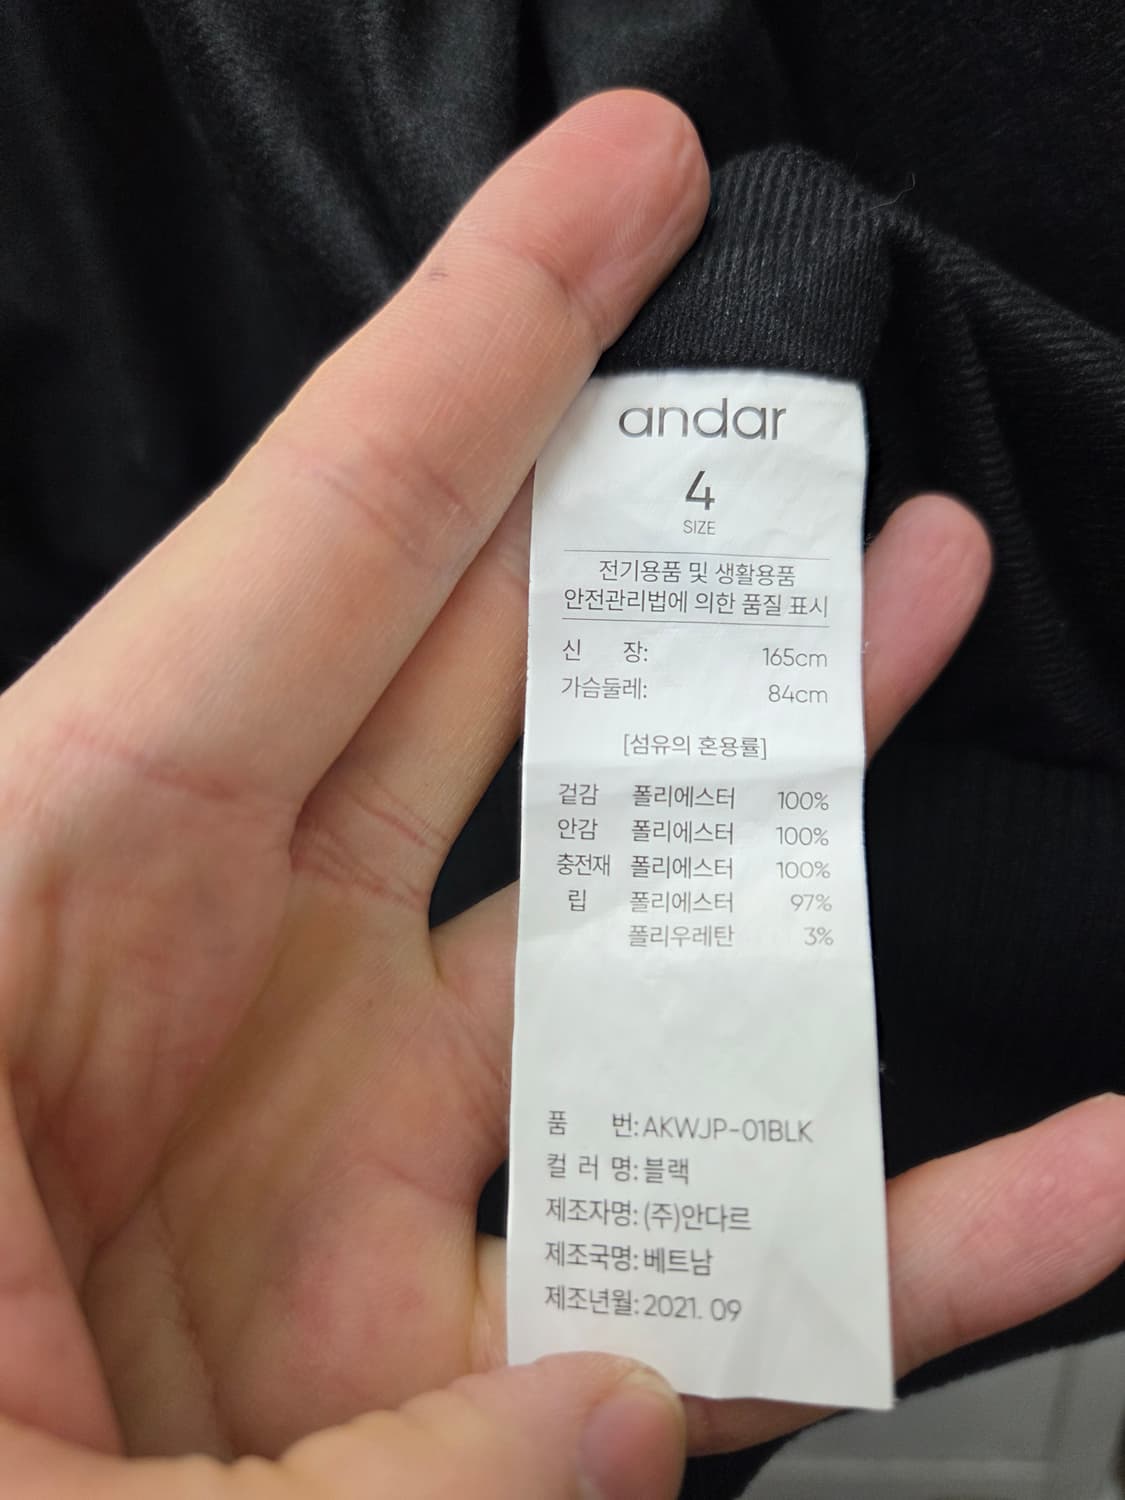 andar
4
SIZE
전기용품 및 생활용품
안전관리법에 의한 품질 표시
신 장: 165cm
가슴둘레: 84cm
[섬유의 혼용률]
겉감 폴리에스터 100%
안감 폴리에스터 100%
충전재 폴리에스터 100%
립 폴리에스터 97%
폴리우레탄 3%
품 번: AKWJP-01BLK
컬 러 명: 블랙
제조자명: (주)안다르
제조국명: 베트남
제조년월: 2021. 09